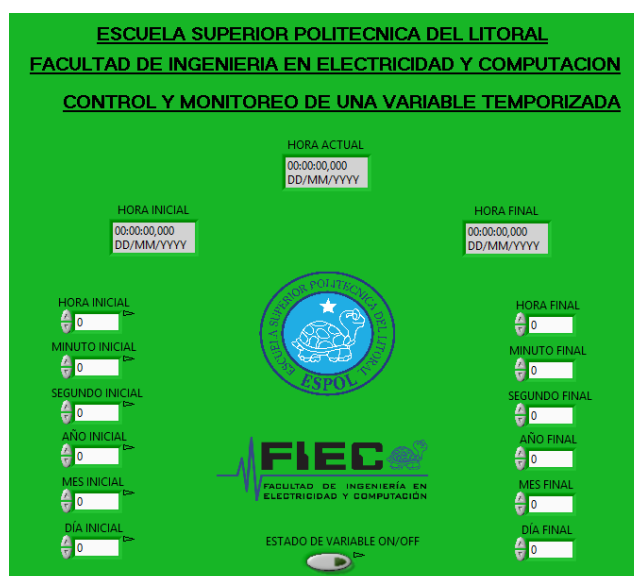 ESCUELA SUPERIOR POLITECNICA DEL LITORAL
FACULTAD DE INGENIERIA EN ELECTRICIDAD Y COMPUTACION
CONTROL Y MONITOREO DE UNA VARIABLE TEMPORIZADA
HORA ACTUAL
00:00:00,000
DD/MM/YYYY
HORA INICIAL
00:00:00,000
DD/MM/YYYY
HORA FINAL
00:00:00,000
DD/MM/YYYY
HORA INICIAL
0
MINUTO INICIAL
0
SEGUNDO INICIAL
0
AÑO INICIAL
0
MES INICIAL
0
DÍA INICIAL
0
ESCUELA SUPERIOR POLITECNICA DEL LITORAL
ESPOL
FIEC
FACULTAD DE INGENIERÍA EN
ELECTRICIDAD Y COMPUTACIÓN
ESTADO DE VARIABLE ON/OFF
HORA FINAL
0
MINUTO FINAL
0
SEGUNDO FINAL
0
AÑO FINAL
0
MES FINAL
0
DÍA FINAL
0